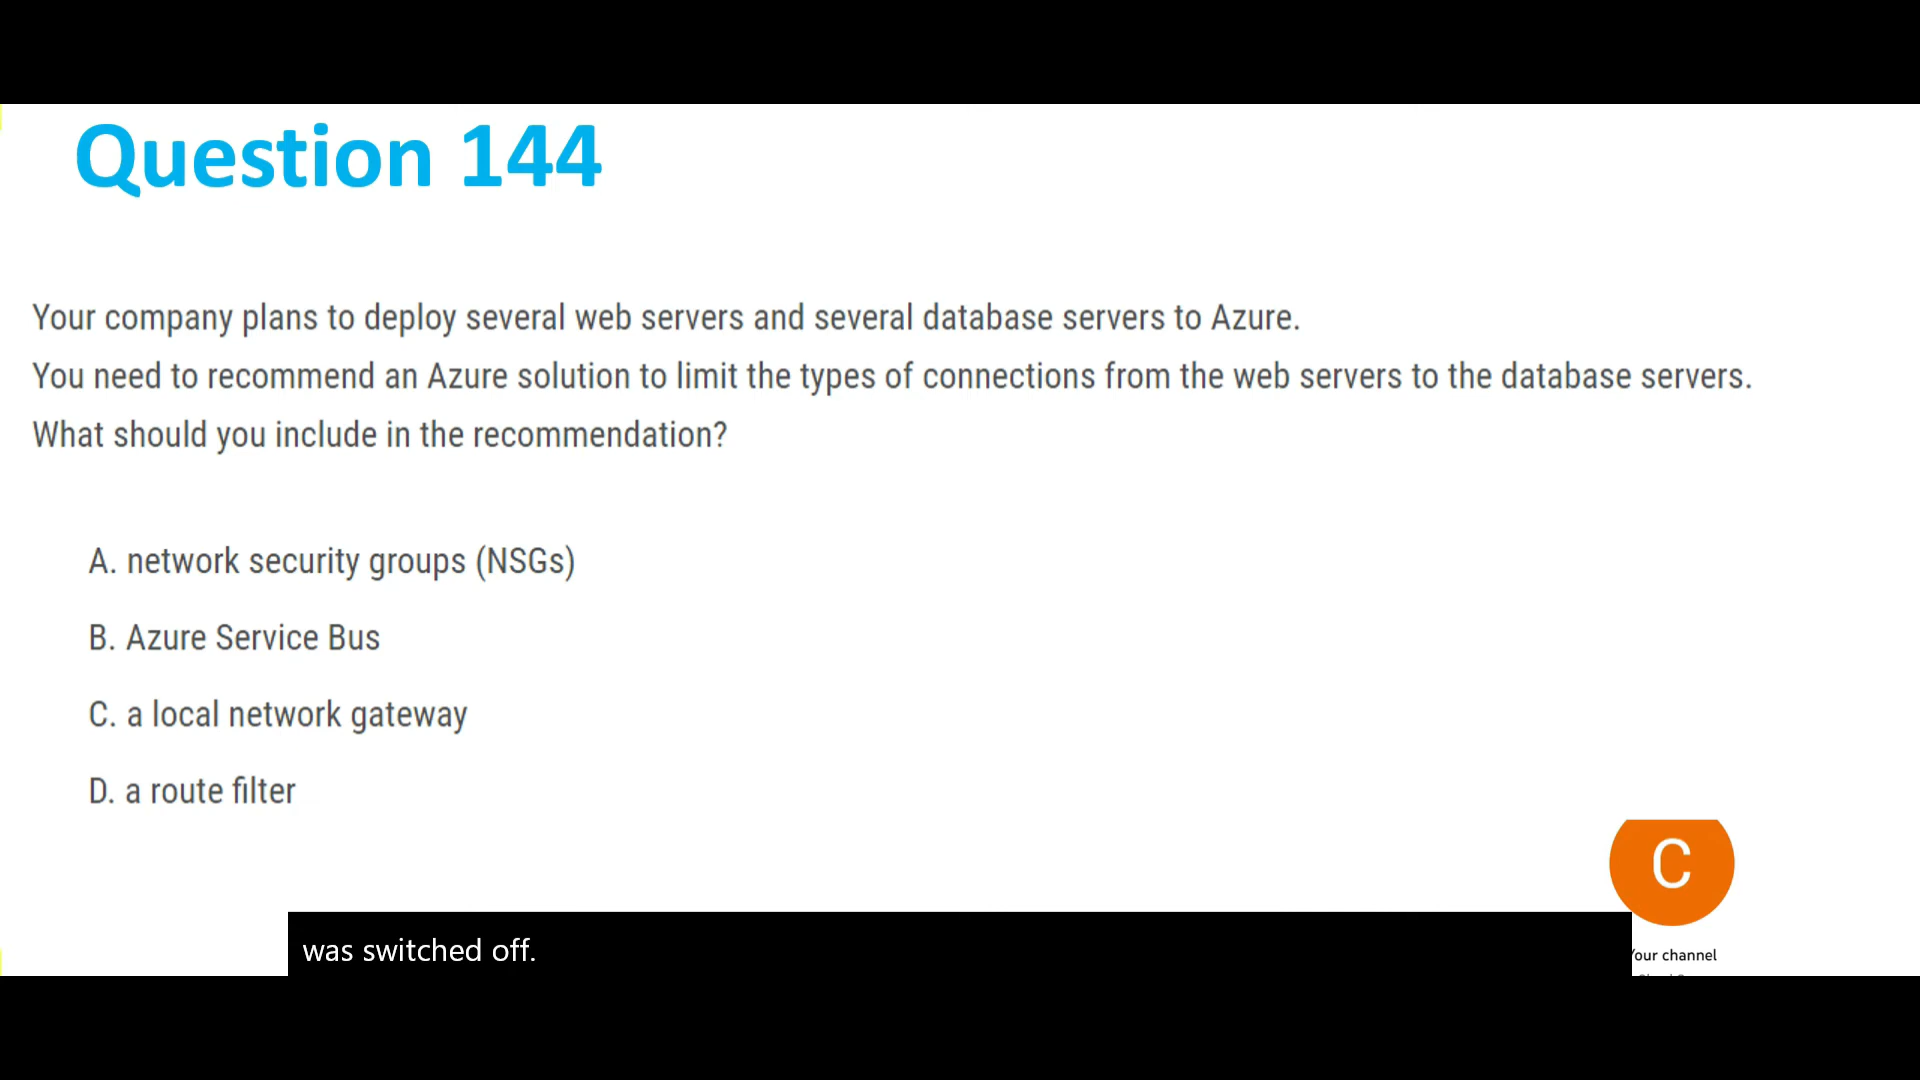 Question 144
Your company plans to deploy several web servers and several database servers to Azure.
You need to recommend an Azure solution to limit the types of connections from the web servers to the database servers.
What should you include in the recommendation?
A. network security groups (NSGs)
B. Azure Service Bus
C. a local network gateway
D. a route filter
C
was switched off.
Your channel